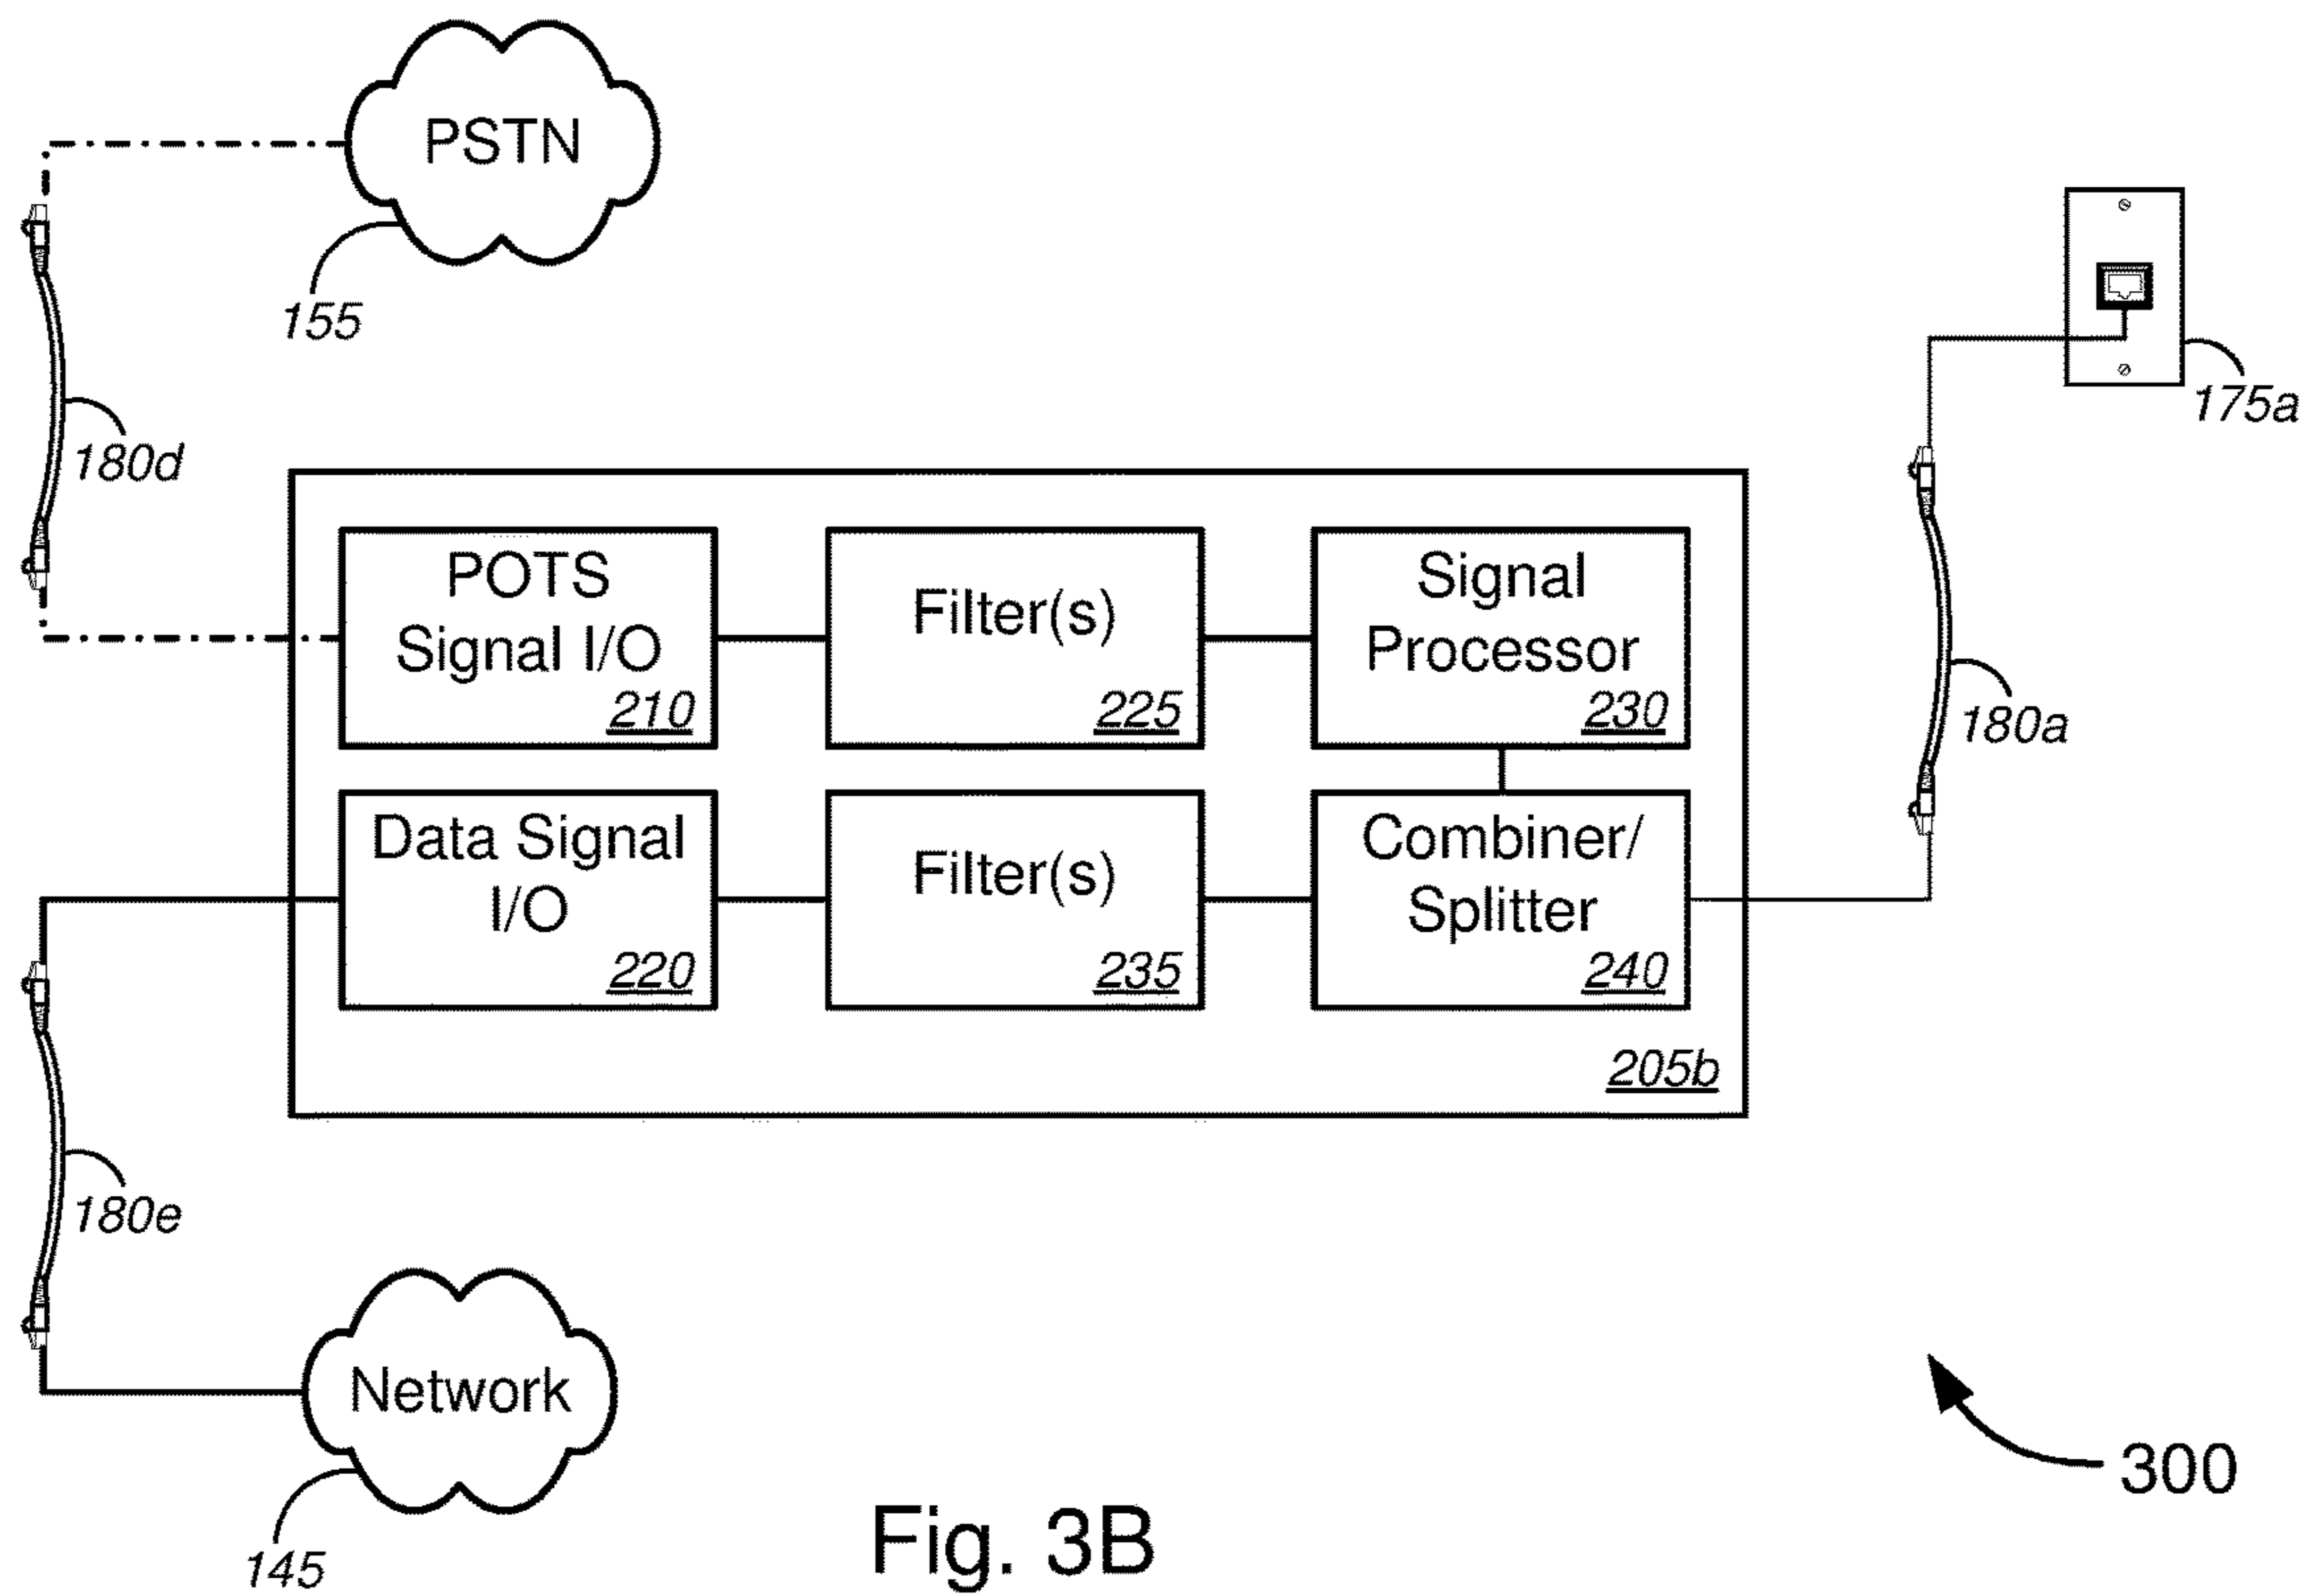 PSTN
155
175a
180d
POTS
Signal I/O
210
Filter(s)
225
Signal
Processor
230
180a
Data Signal
I/O
220
Filter(s)
235
Combiner/
Splitter
240
205b
180e
Network
145
300
Fig. 3B